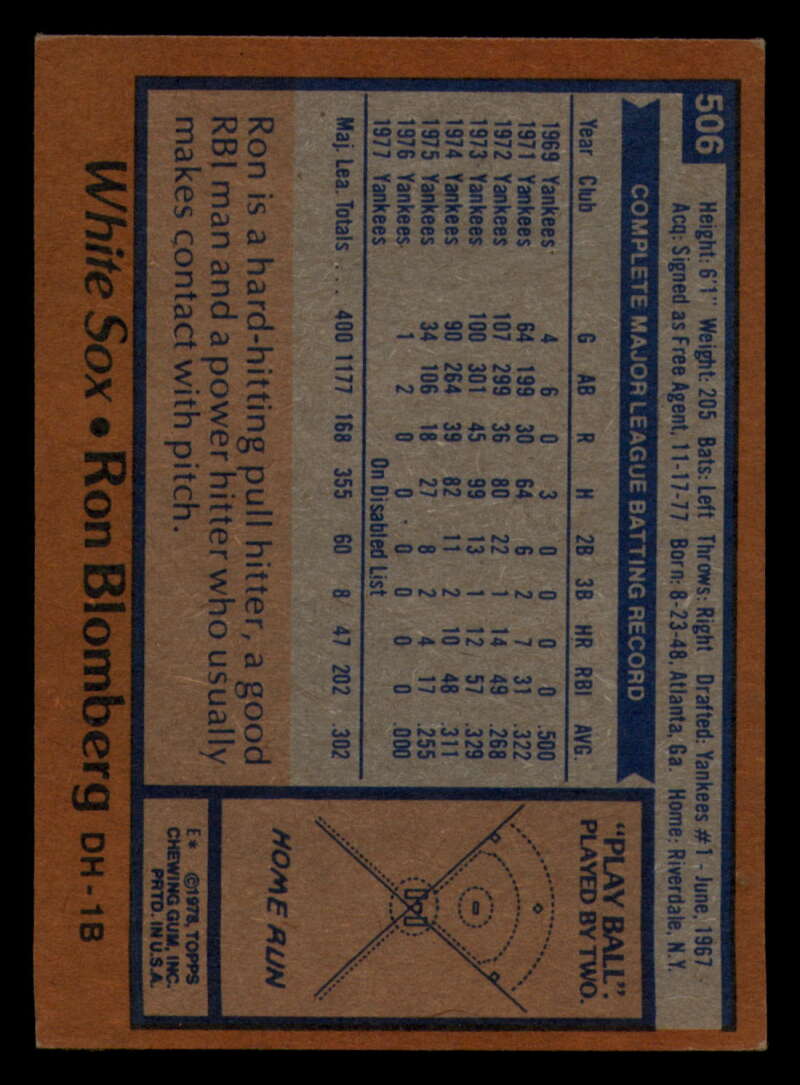 506
Height: 6'1" Weight: 205 Bats: Left Throws: Right Drafted: Yankees #1 - June, 1967
Acq: Signed as Free Agent, 11-17-77 Born: 8-23-48, Atlanta, Ga. Home: Riverdale, N.Y.
COMPLETE MAJOR LEAGUE BATTING RECORD
Year Club G AB R H 2B 3B HR RBI AVG.
1969 Yankees 4 6 0 3 0 0 0 0 .500
1971 Yankees 64 199 30 64 6 2 7 31 .322
1972 Yankees 107 299 36 80 22 1 14 49 .268
1973 Yankees 100 301 45 99 13 1 12 57 .329
1974 Yankees 90 264 39 82 11 2 10 48 .311
1975 Yankees 34 106 18 27 8 2 4 17 .255
1976 Yankees 1 2 0 0 0 0 0 0 .000
1977 Yankees On Disabled List
Maj. Lea. Totals ... 400 1177 168 355 60 8 47 202 .302
Ron is a hard-hitting pull hitter, a good
RBI man and a power hitter who usually
makes contact with pitch.
"PLAY BALL"
PLAYED BY TWO.
HOME RUN
E* ©1978, TOPPS
CHEWING GUM, INC.
PRTD. IN U.S.A.
White Sox • Ron Blomberg DH-1B